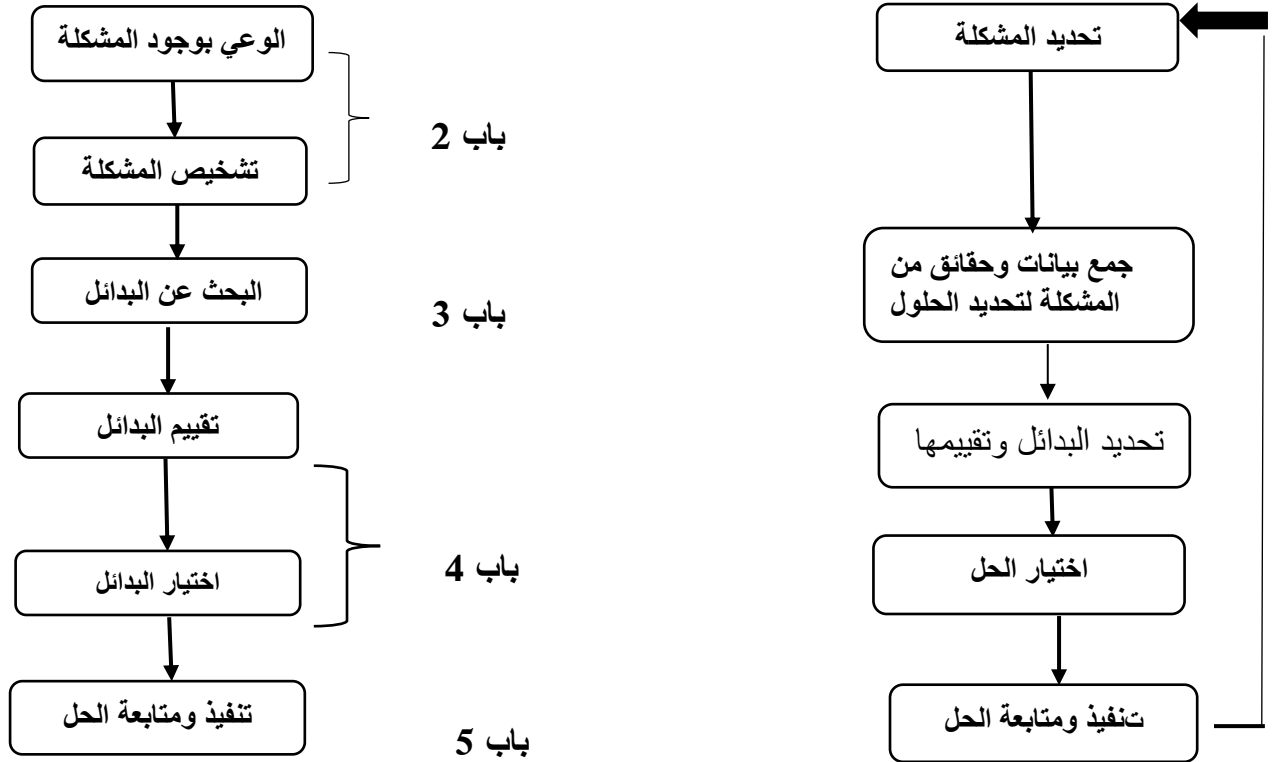 الوعي بوجود المشكلة
تشخيص المشكلة
البحث عن البدائل
تقييم البدائل
اختيار البدائل
تنفيذ ومتابعة الحل
باب 2
باب 3
باب 4
باب 5
تحديد المشكلة
جمع بيانات وحقائق من
المشكلة لتحديد الحلول
تحديد البدائل وتقييمها
اختيار الحل
تنفيذ ومتابعة الحل